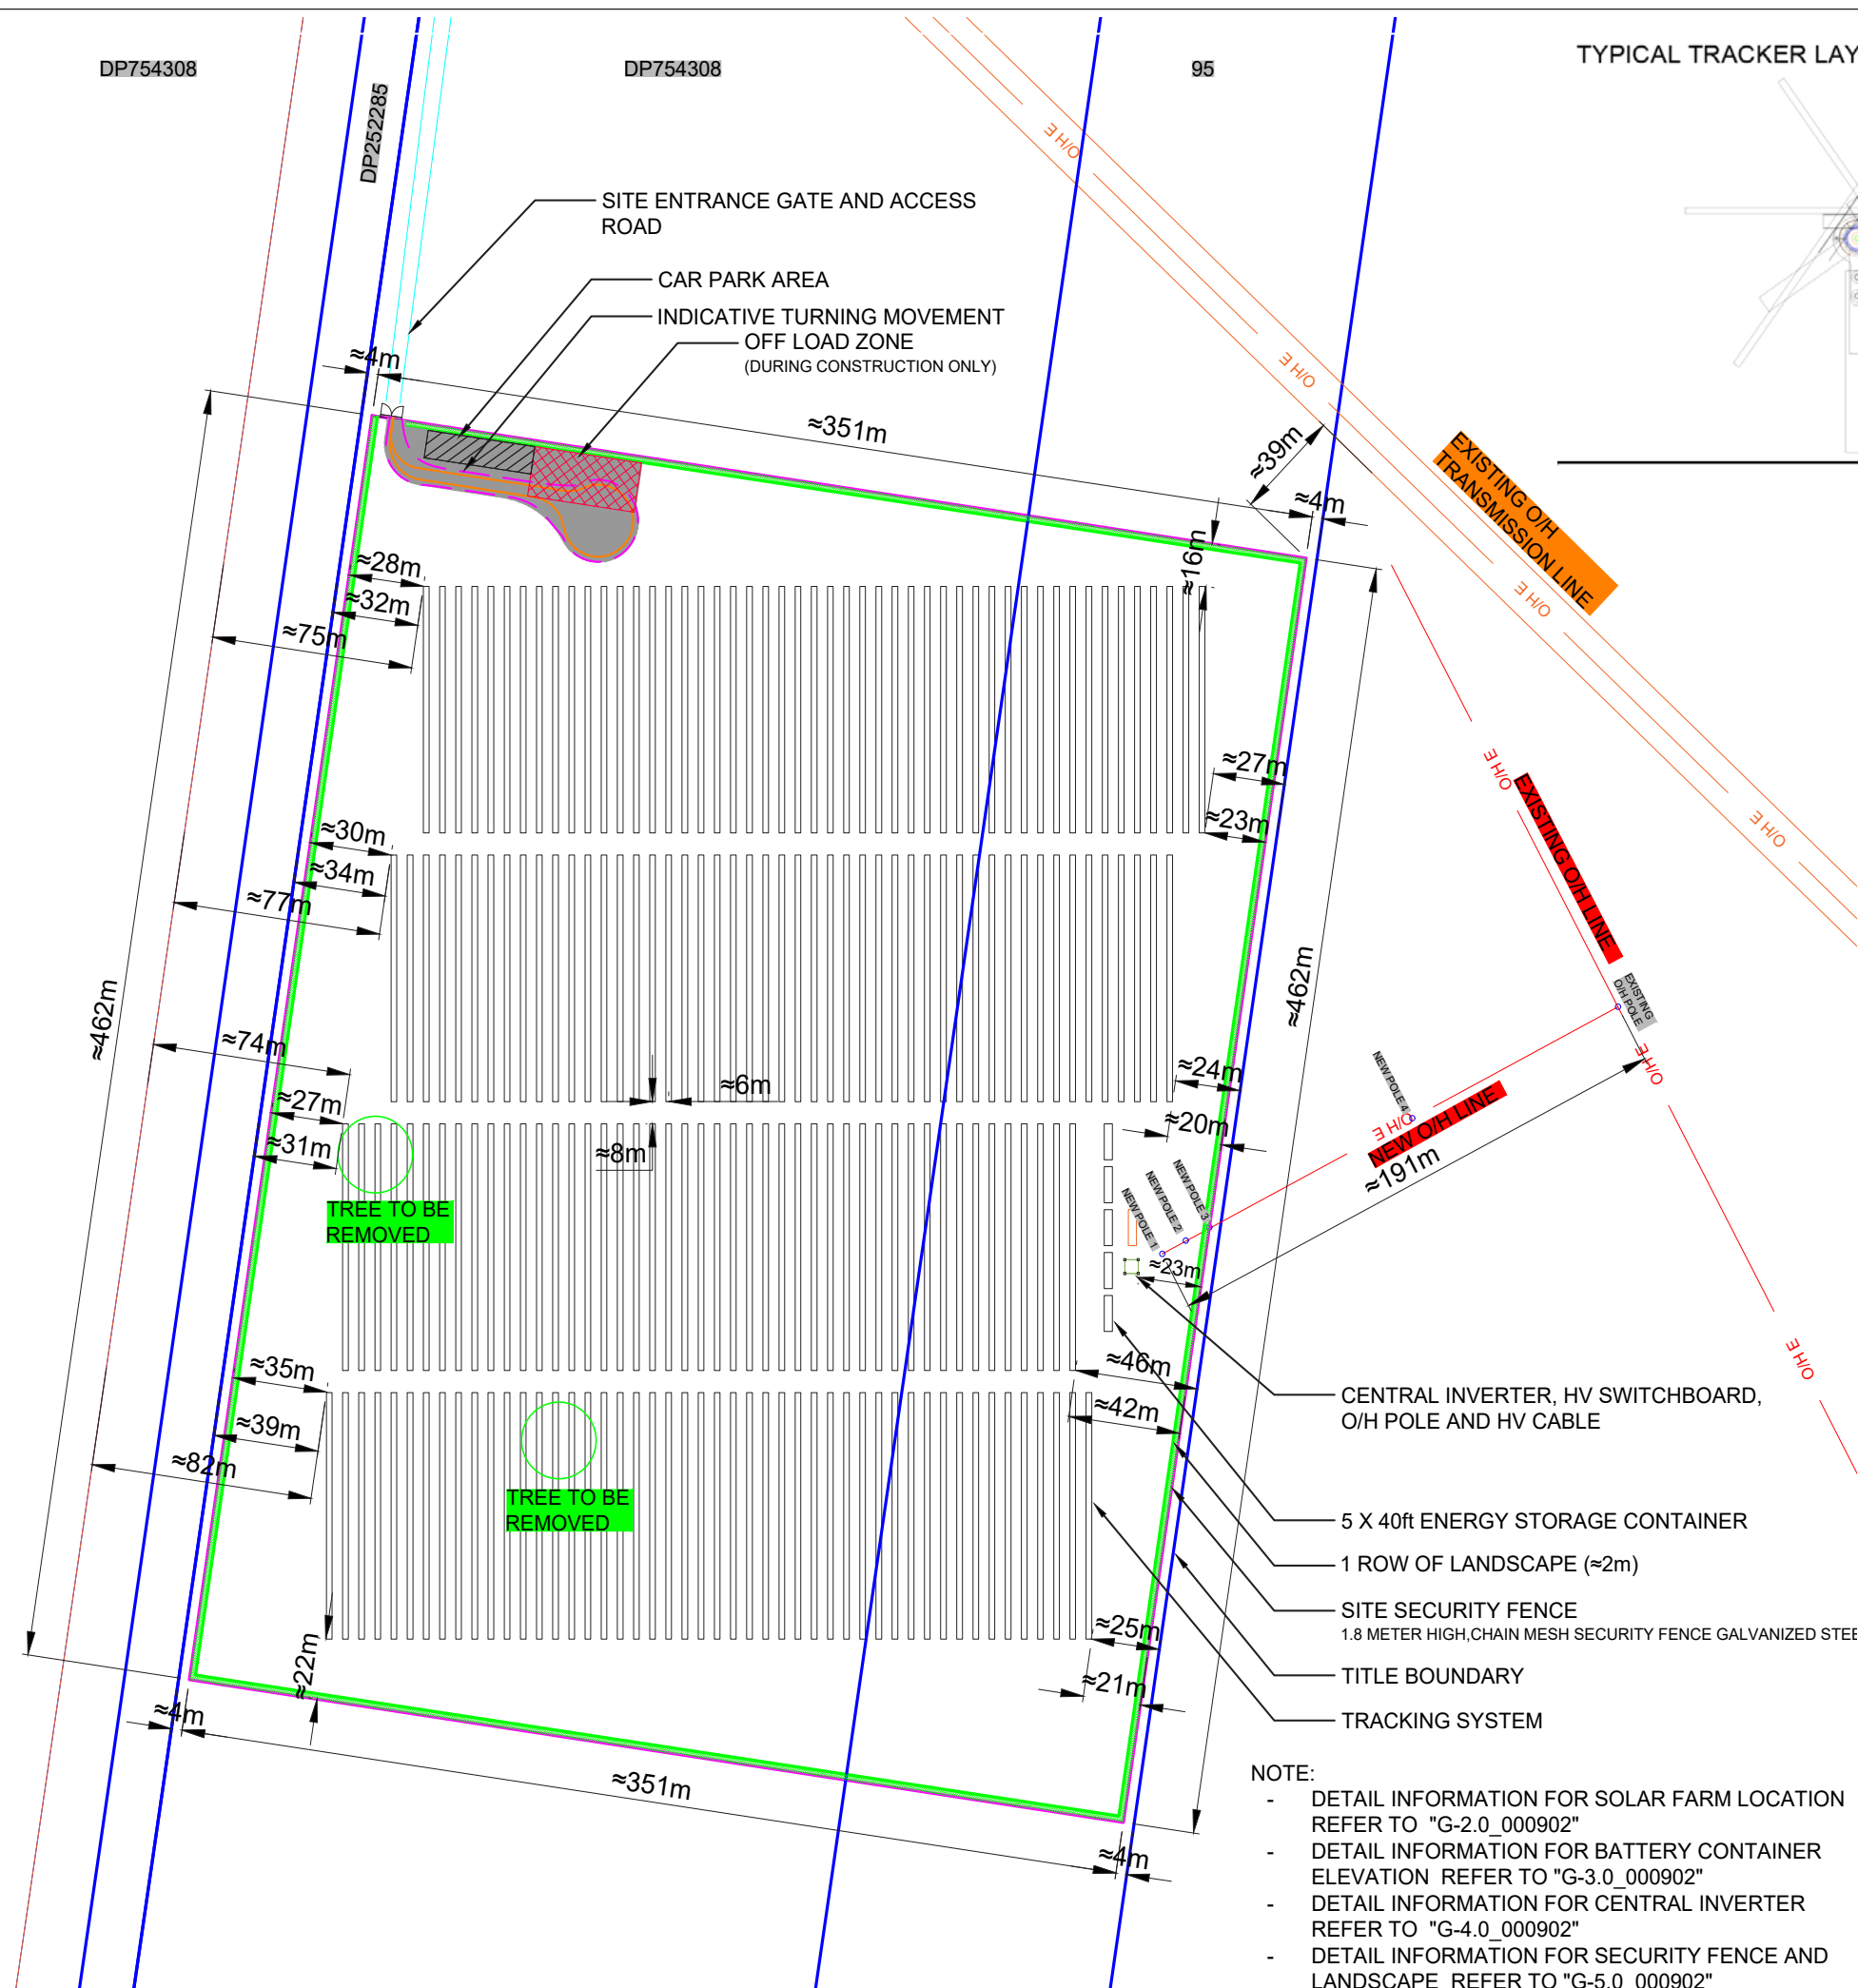 DP754308
DP754308
95
TYPICAL TRACKER LAY
DP252285
SITE ENTRANCE GATE AND ACCESS
ROAD
CAR PARK AREA
INDICATIVE TURNING MOVEMENT
OFF LOAD ZONE
(DURING CONSTRUCTION ONLY)
O/H E
≈4m
≈351m
≈39m
≈4m
O/H E
EXISTING O/H
TRANSMISSION LINE
O/H E
≈28m
≈32m
≈75m
≈16m
≈27m
≈23m
O/H E
EXISTING O/H LINE
O/H E
≈30m
≈34m
≈77m
≈462m
≈462m
EXISTING
O/H POLE
≈74m
≈27m
≈31m
≈6m
≈8m
≈24m
≈20m
NEW POLE 4
O/H E
NEW O/H LINE
O/H E
≈191m
NEW POLE 1
NEW POLE 2
NEW POLE 3
≈23m
TREE TO BE
REMOVED
≈35m
≈39m
≈82m
≈46m
≈42m
O/H E
CENTRAL INVERTER, HV SWITCHBOARD,
O/H POLE AND HV CABLE
TREE TO BE
REMOVED
5 X 40ft ENERGY STORAGE CONTAINER
1 ROW OF LANDSCAPE (≈2m)
SITE SECURITY FENCE
1.8 METER HIGH,CHAIN MESH SECURITY FENCE GALVANIZED STEE
TITLE BOUNDARY
TRACKING SYSTEM
≈22m
≈25m
≈21m
≈4m
≈351m
≈4m
NOTE:
- DETAIL INFORMATION FOR SOLAR FARM LOCATION
REFER TO "G-2.0_000902"
- DETAIL INFORMATION FOR BATTERY CONTAINER
ELEVATION REFER TO "G-3.0_000902"
- DETAIL INFORMATION FOR CENTRAL INVERTER
REFER TO "G-4.0_000902"
- DETAIL INFORMATION FOR SECURITY FENCE AND
LANDSCAPE REFER TO "G-5.0_000902"